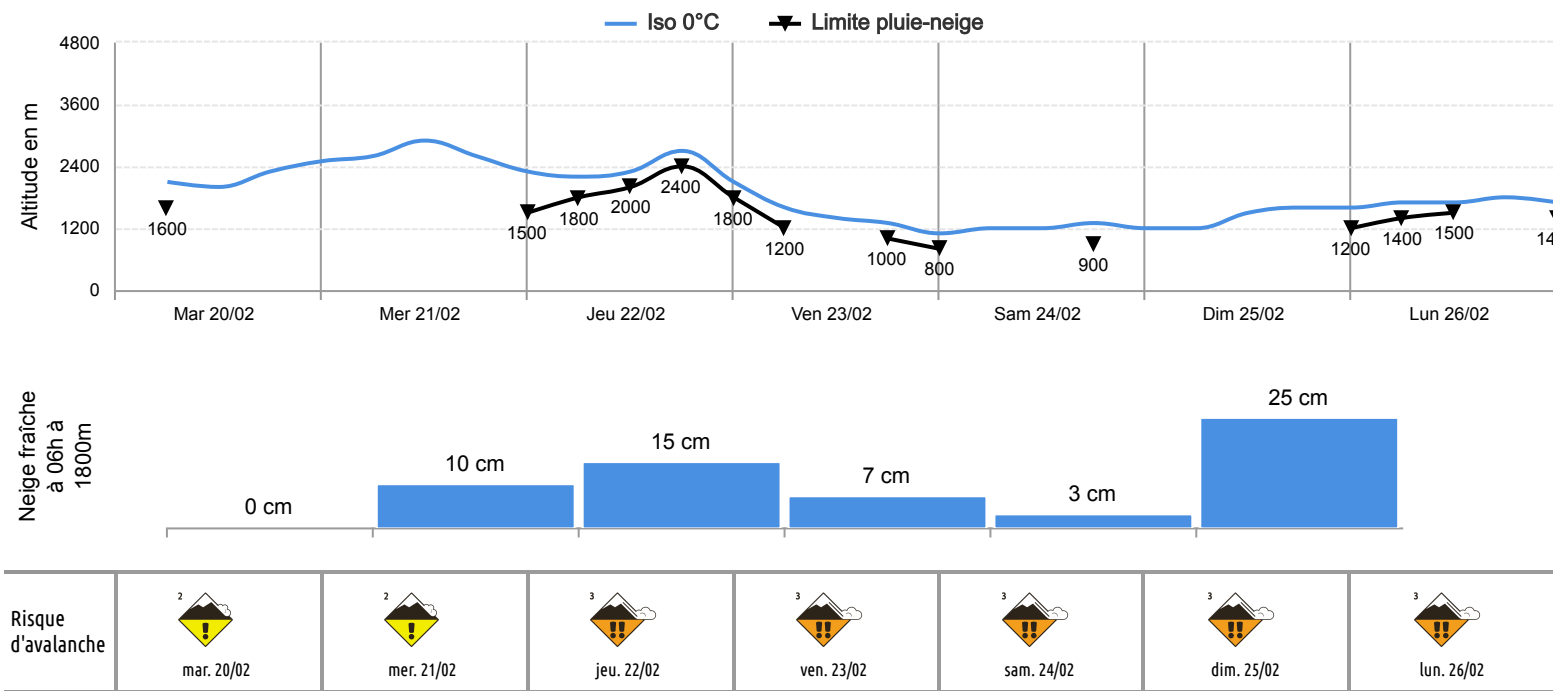 Iso 0°C Limite pluie-neige
Altitude en m
4800
3600
2400
1200
0
1600
1500
1800
2000
2400
1800
1200
1000
800
900
1200
1400
1500
14
Mar 20/02 Mer 21/02 Jeu 22/02 Ven 23/02 Sam 24/02 Dim 25/02 Lun 26/02
Neige fraîche
à 06h à
1800m
0 cm
10 cm
15 cm
7 cm
3 cm
25 cm
Risque
d'avalanche
2 2 3 3 3 3 3
! ! !! !! !! !! !!
mar. 20/02 mer. 21/02 jeu. 22/02 ven. 23/02 sam. 24/02 dim. 25/02 lun. 26/02